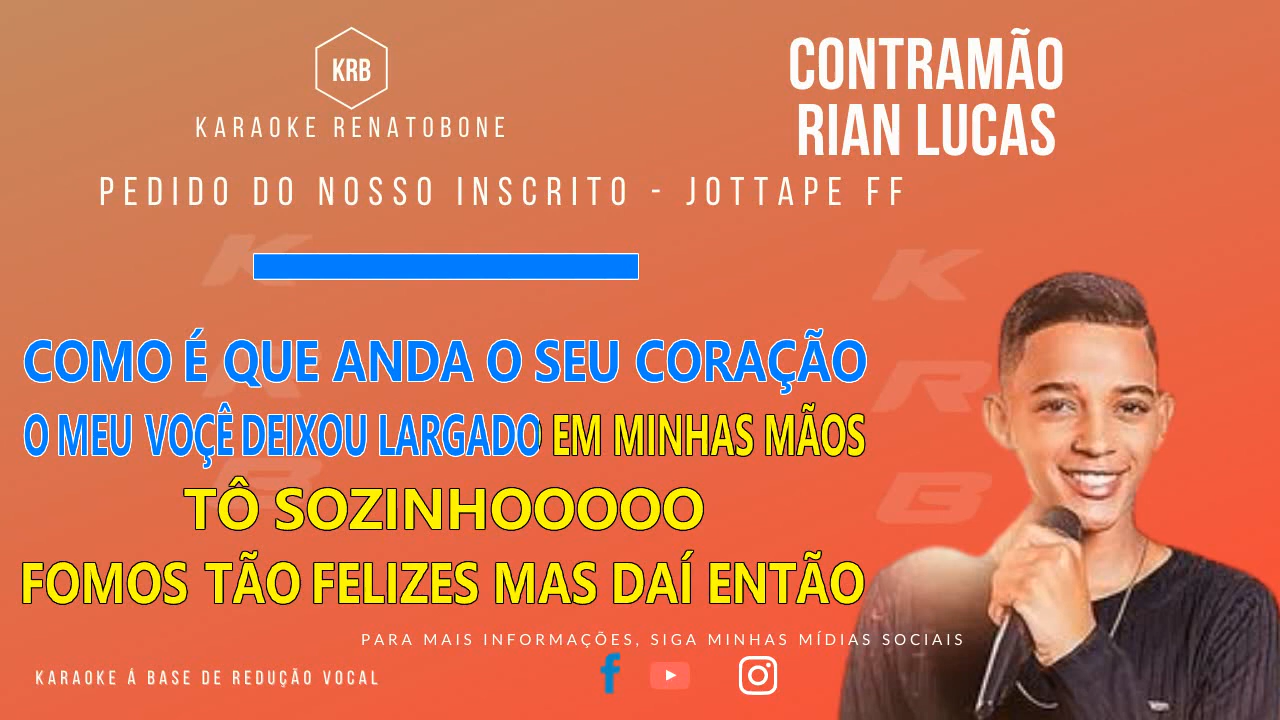 KRB
KARAOKE RENATOBONE
CONTRAMÃO
RIAN LUCAS
PEDIDO DO NOSSO INSCRITO - JOTTAPE FF
K K
R R
B B
COMO É QUE ANDA O SEU CORAÇÃO
O MEU VOÇÊ DEIXOU LARGADO EM MINHAS MÃOS
TÔ SOZINHOOOOO
FOMOS TÃO FELIZES MAS DAÍ ENTÃO
PARA MAIS INFORMAÇÕES, SIGA MINHAS MÍDIAS SOCIAIS
KARAOKE Á BASE DE REDUÇÃO VOCAL